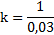 k = 1/0,03